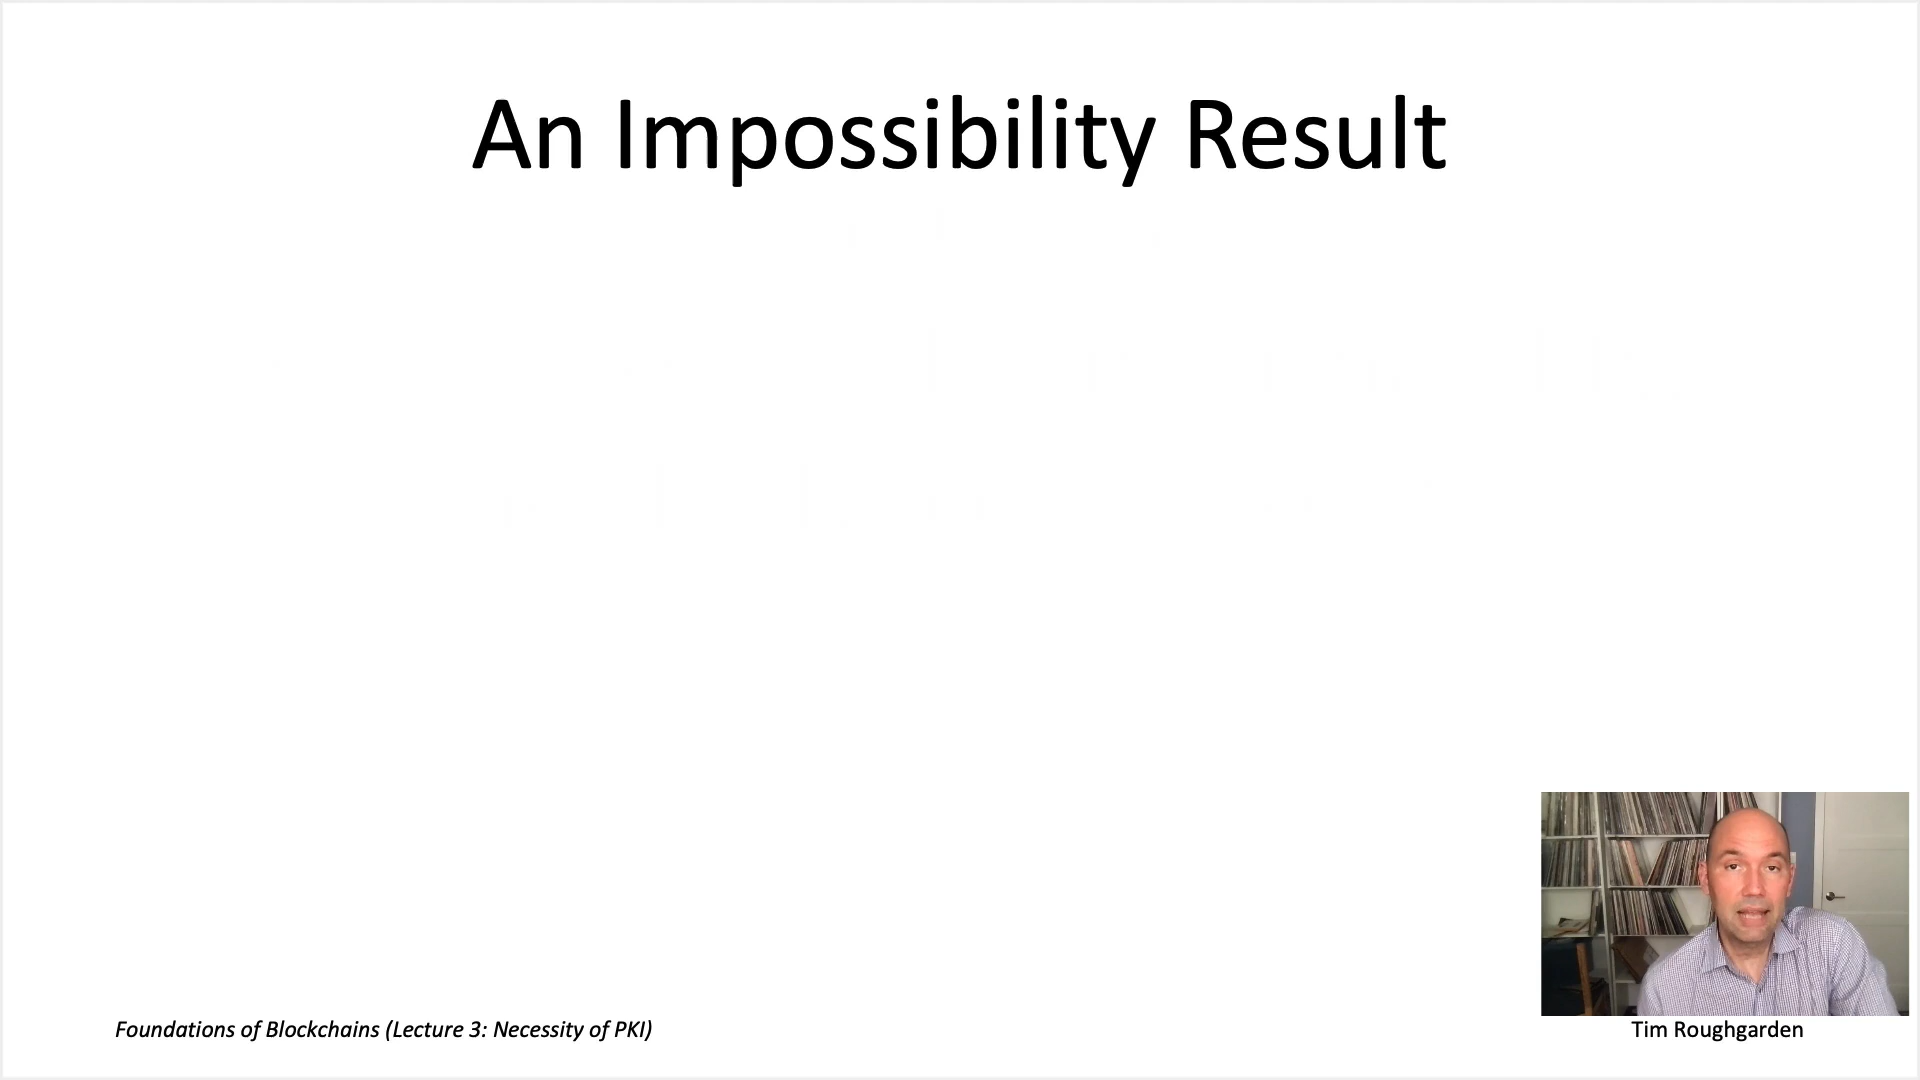 An Impossibility Result
Foundations of Blockchains (Lecture 3: Necessity of PKI)
Tim Roughgarden